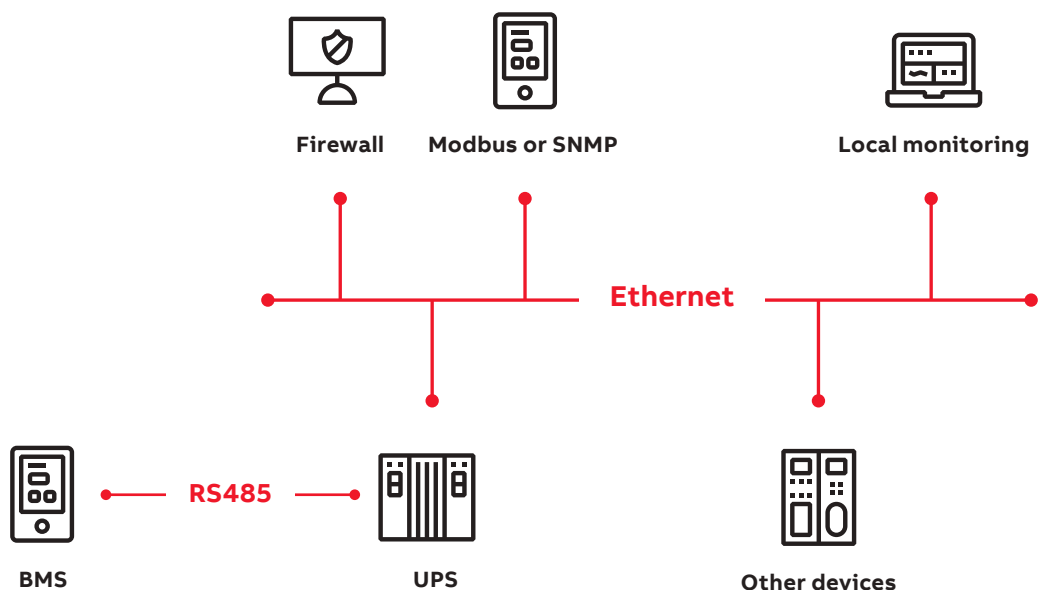 Firewall
Modbus or SNMP
Local monitoring
Ethernet
RS485
BMS
UPS
Other devices